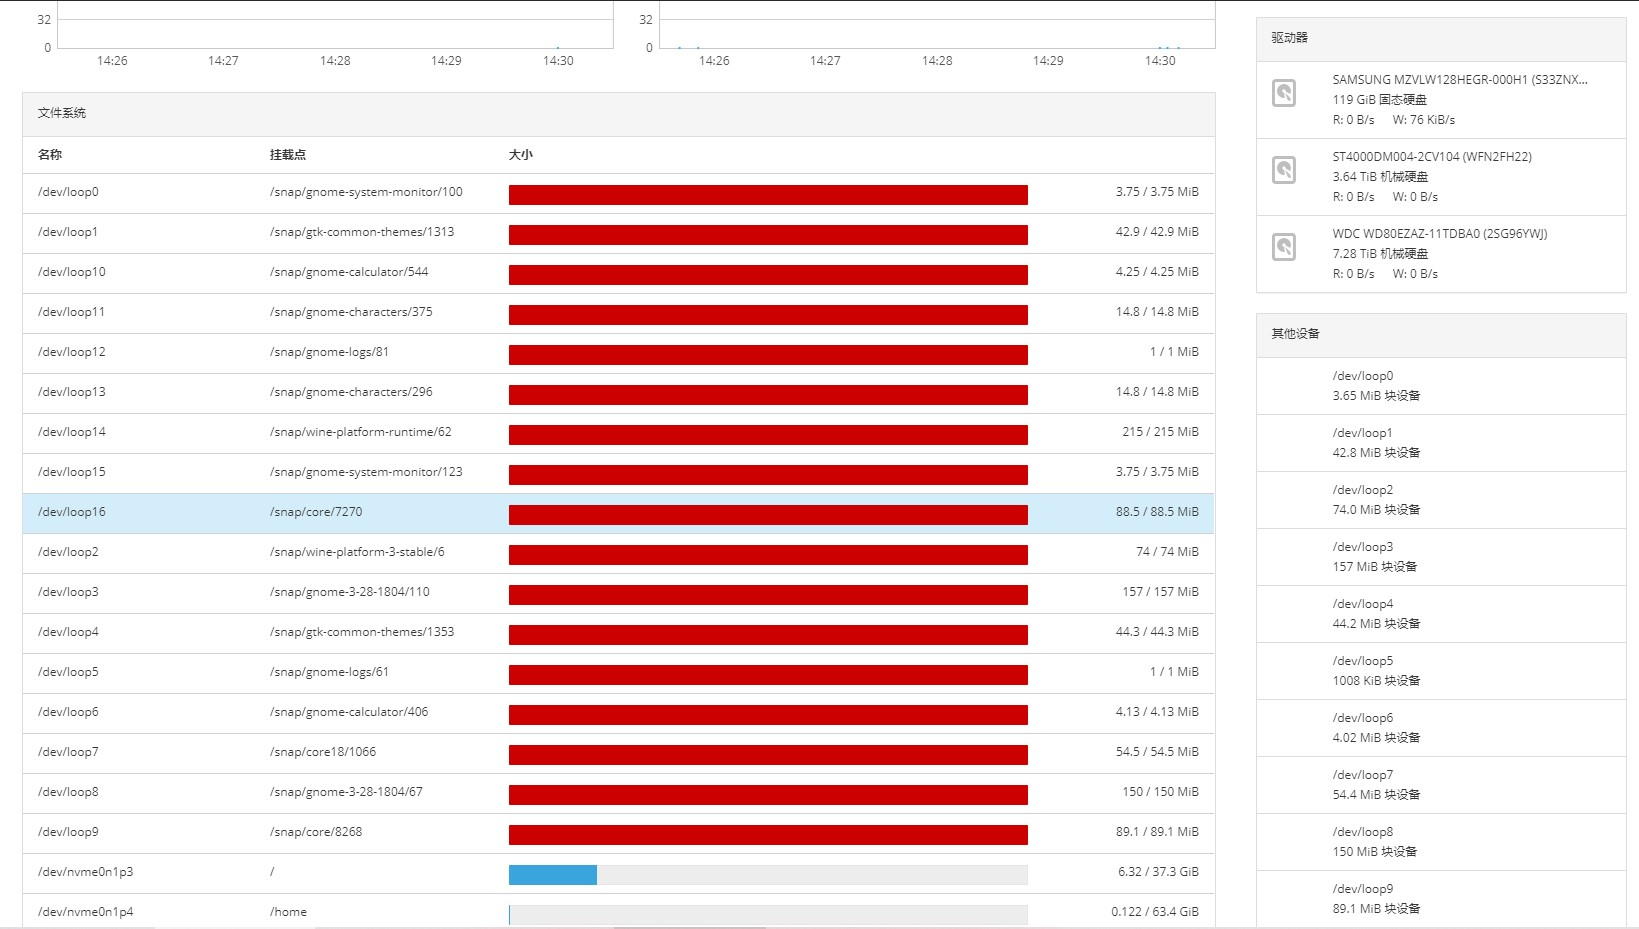 32
0
14:26 14:27 14:28 14:29 14:30
32
0
14:26 14:27 14:28 14:29 14:30
文件系统
名称 挂载点 大小
/dev/loop0 /snap/gnome-system-monitor/100 3.75 / 3.75 MiB
/dev/loop1 /snap/gtk-common-themes/1313 42.9 / 42.9 MiB
/dev/loop10 /snap/gnome-calculator/544 4.25 / 4.25 MiB
/dev/loop11 /snap/gnome-characters/375 14.8 / 14.8 MiB
/dev/loop12 /snap/gnome-logs/81 1 / 1 MiB
/dev/loop13 /snap/gnome-characters/296 14.8 / 14.8 MiB
/dev/loop14 /snap/wine-platform-runtime/62 215 / 215 MiB
/dev/loop15 /snap/gnome-system-monitor/123 3.75 / 3.75 MiB
/dev/loop16 /snap/core/7270 88.5 / 88.5 MiB
/dev/loop2 /snap/wine-platform-3-stable/6 74 / 74 MiB
/dev/loop3 /snap/gnome-3-28-1804/110 157 / 157 MiB
/dev/loop4 /snap/gtk-common-themes/1353 44.3 / 44.3 MiB
/dev/loop5 /snap/gnome-logs/61 1 / 1 MiB
/dev/loop6 /snap/gnome-calculator/406 4.13 / 4.13 MiB
/dev/loop7 /snap/core18/1066 54.5 / 54.5 MiB
/dev/loop8 /snap/gnome-3-28-1804/67 150 / 150 MiB
/dev/loop9 /snap/core/8268 89.1 / 89.1 MiB
/dev/nvme0n1p3 / 6.32 / 37.3 GiB
/dev/nvme0n1p4 /home 0.122 / 63.4 GiB
驱动器
SAMSUNG MZVLW128HEGR-000H1 (S33ZNX...
119 GiB 固态硬盘
R: 0 B/s W: 76 KiB/s
ST4000DM004-2CV104 (WFN2FH22)
3.64 TiB 机械硬盘
R: 0 B/s W: 0 B/s
WDC WD80EZAZ-11TDBA0 (2SG96YWJ)
7.28 TiB 机械硬盘
R: 0 B/s W: 0 B/s
其他设备
/dev/loop0
3.65 MiB 块设备
/dev/loop1
42.8 MiB 块设备
/dev/loop2
74.0 MiB 块设备
/dev/loop3
157 MiB 块设备
/dev/loop4
44.2 MiB 块设备
/dev/loop5
1008 KiB 块设备
/dev/loop6
4.02 MiB 块设备
/dev/loop7
54.4 MiB 块设备
/dev/loop8
150 MiB 块设备
/dev/loop9
89.1 MiB 块设备